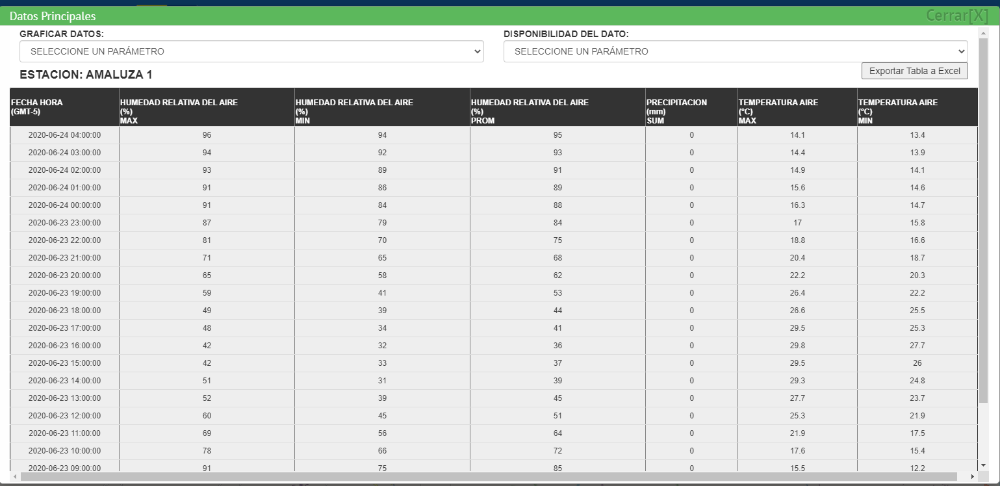 Datos Principales
Cerrar[X]
GRAFICAR DATOS:
DISPONIBILIDAD DEL DATO:
SELECCIONE UN PARÁMETRO
SELECCIONE UN PARÁMETRO
ESTACION: AMALUZA 1
Exportar Tabla a Excel
FECHA HORA (GMT-5) HUMEDAD RELATIVA DEL AIRE (%) MAX HUMEDAD RELATIVA DEL AIRE (%) MIN HUMEDAD RELATIVA DEL AIRE (%) PROM PRECIPITACION (mm) SUM TEMPERATURA AIRE (ºC) MAX TEMPERATURA AIRE (ºC) MIN
2020-06-24 04:00:00 96 94 95 0 14.1 13.4
2020-06-24 03:00:00 94 92 93 0 14.4 13.9
2020-06-24 02:00:00 93 89 91 0 14.9 14.1
2020-06-24 01:00:00 91 86 89 0 15.6 14.6
2020-06-24 00:00:00 91 84 88 0 16.3 14.7
2020-06-23 23:00:00 87 79 84 0 17 15.8
2020-06-23 22:00:00 81 70 75 0 18.8 16.6
2020-06-23 21:00:00 71 65 68 0 20.4 18.7
2020-06-23 20:00:00 65 58 62 0 22.2 20.3
2020-06-23 19:00:00 59 41 53 0 26.4 22.2
2020-06-23 18:00:00 49 39 44 0 26.6 25.5
2020-06-23 17:00:00 48 34 41 0 29.5 25.3
2020-06-23 16:00:00 42 32 36 0 29.8 27.7
2020-06-23 15:00:00 42 33 37 0 29.5 26
2020-06-23 14:00:00 51 31 39 0 29.3 24.8
2020-06-23 13:00:00 52 39 45 0 27.7 23.7
2020-06-23 12:00:00 60 45 51 0 25.3 21.9
2020-06-23 11:00:00 69 56 64 0 21.9 17.5
2020-06-23 10:00:00 78 66 72 0 17.6 15.4
2020-06-23 09:00:00 91 75 85 0 15.5 12.2